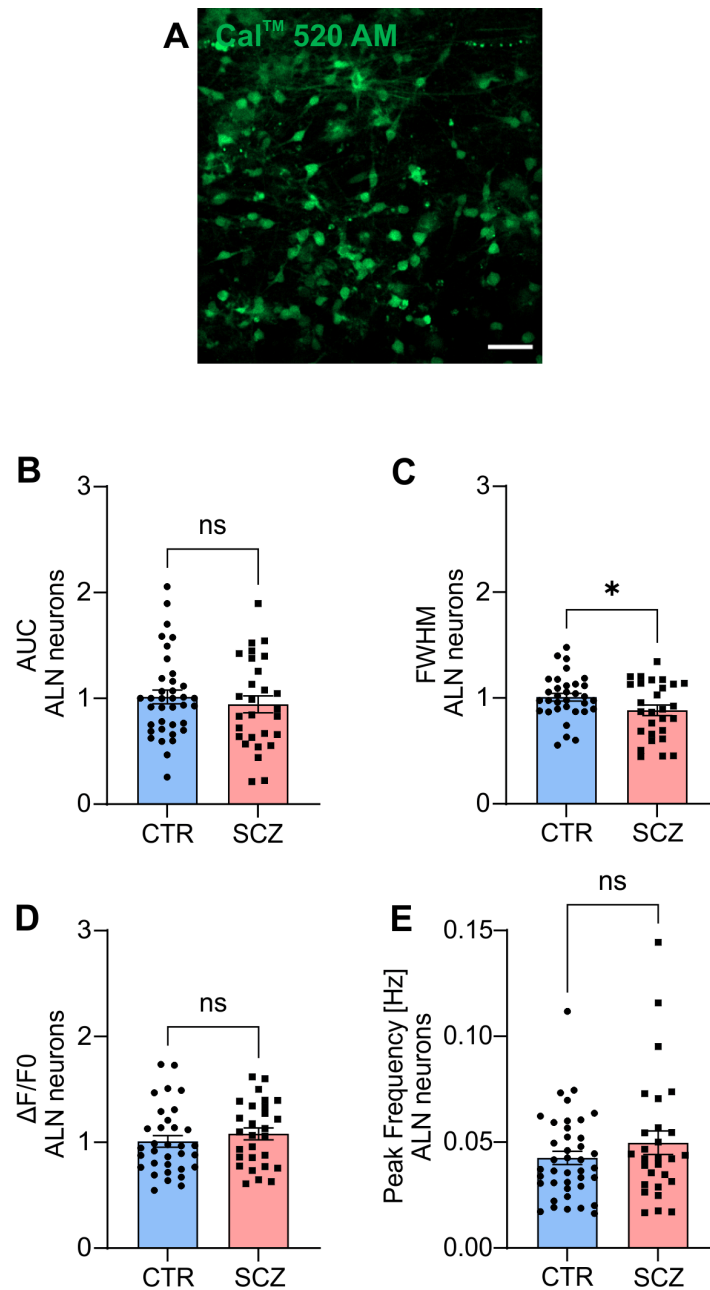 A
Cal™ 520 AM
B
AUC
ALN neurons
3
2
1
0
ns
CTR
SCZ
C
FWHM
ALN neurons
3
2
1
0
*
CTR
SCZ
D
ΔF/F0
ALN neurons
3
2
1
0
ns
CTR
SCZ
E
Peak Frequency [Hz]
ALN neurons
0.15
0.10
0.05
0.00
ns
CTR
SCZ